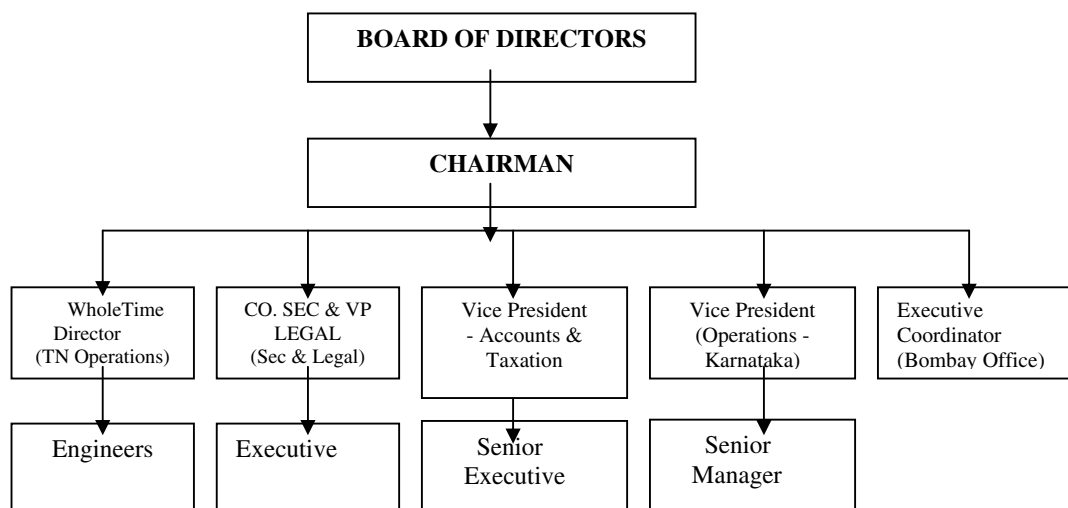 BOARD OF DIRECTORS
CHAIRMAN
WholeTime
Director
(TN Operations)
CO. SEC & VP
LEGAL
(Sec & Legal)
Vice President
- Accounts &
Taxation
Vice President
(Operations -
Karnataka)
Executive
Coordinator
(Bombay Office)
Engineers
Executive
Senior
Executive
Senior
Manager